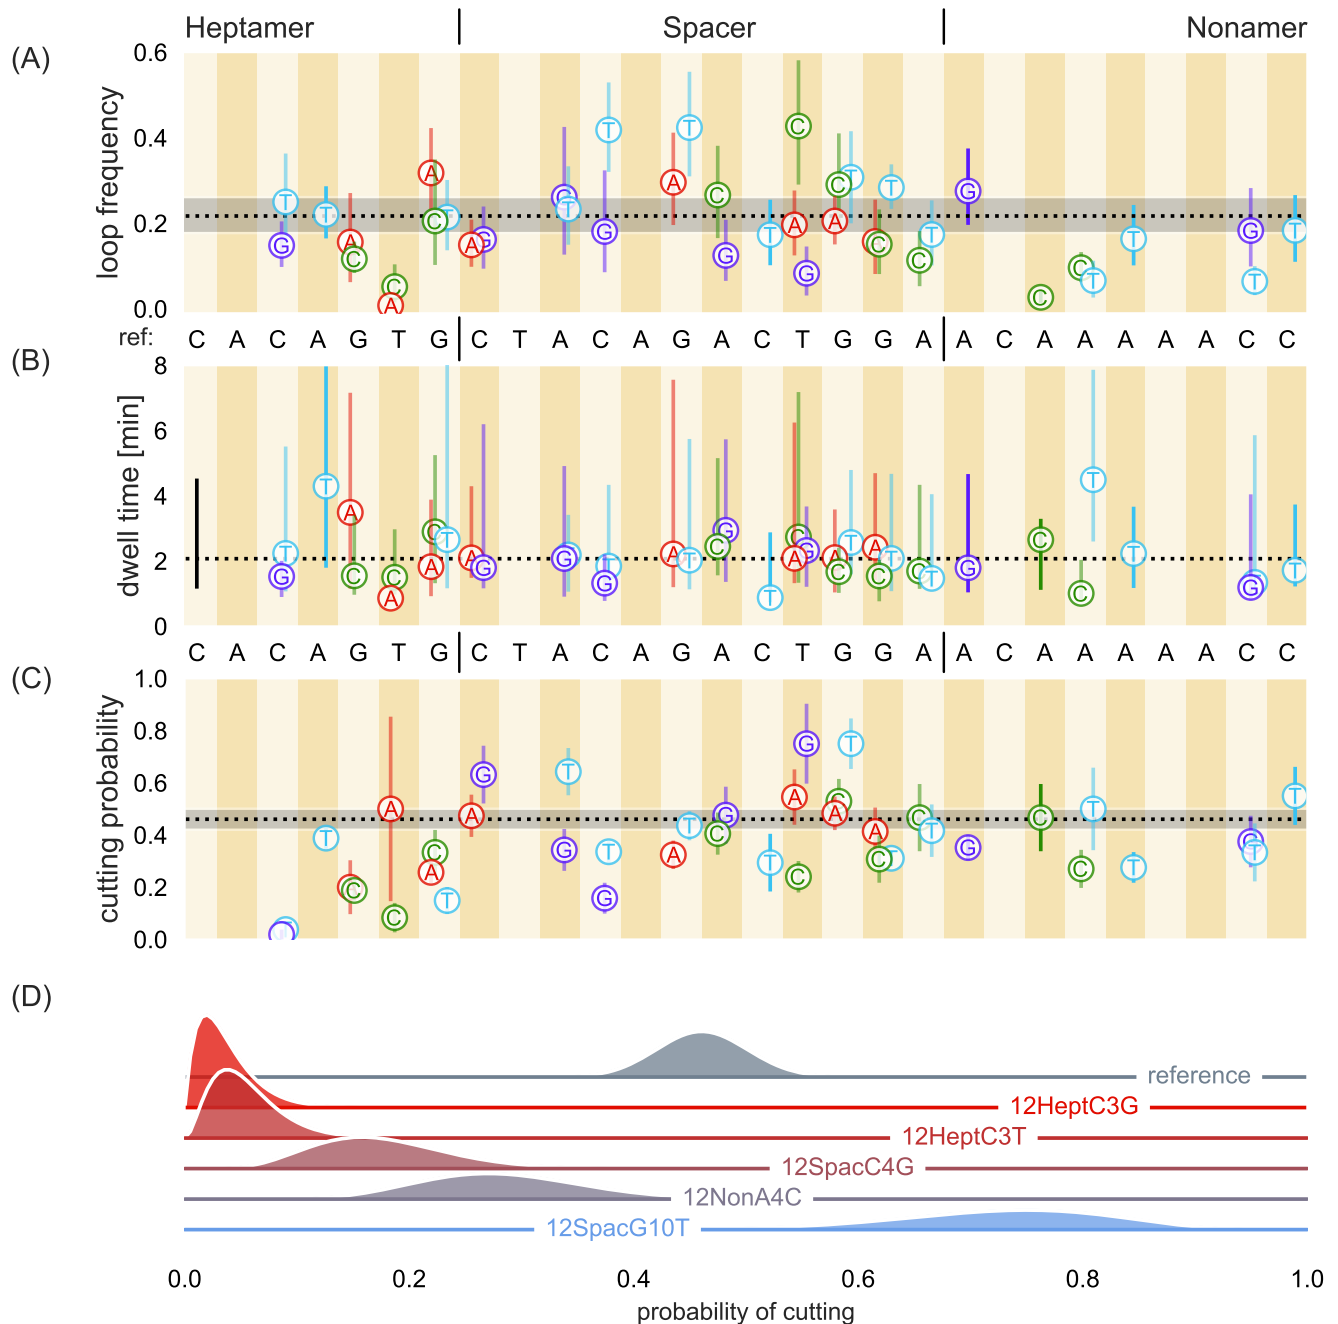 Heptamer Spacer Nonamer
(A)
loop frequency
0.6
0.4
0.2
0.0
T G T A C C A A C T G A G G T T G A T C G T C A G A C T T A C T C T G C C T T G T T
ref: C A C A G T G C T A C A G A C T G G A A C A A A A A C C
(B)
dwell time [min]
8
6
4
2
0
G T T A C C A C A T A G T G T G A T C G T C G A A C T A C T C T G C C T T T G T
C A C A G T G C T A C A G A C T G G A A C A A A A A C C
(C)
cutting probability
1.0
0.8
0.6
0.4
0.2
0.0
T T A C A C C A T A G G T G T A T C G T A C G C A T A C T C T G C C T T G T T
(D)
reference
12HeptC3G
12HeptC3T
12SpacC4G
12NonA4C
12SpacG10T
0.0 0.2 0.4 0.6 0.8 1.0
probability of cutting